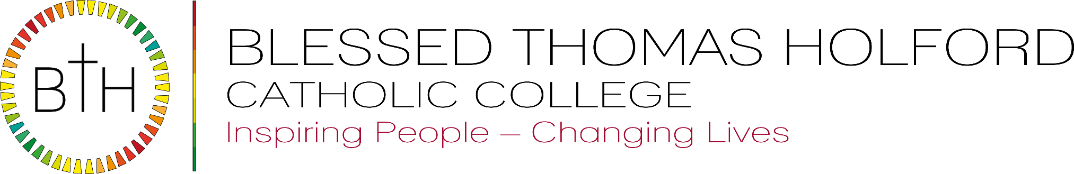 BTH
BLESSED THOMAS HOLFORD
CATHOLIC COLLEGE
Inspiring People – Changing Lives